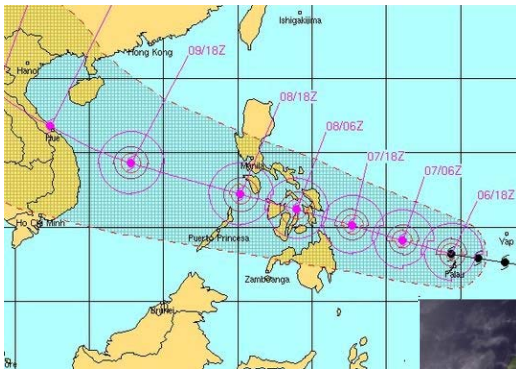 Ishigakijima
Hong Kong
09/18Z
Hanoi
08/18Z
08/06Z
Hue
Manila
07/18Z
07/06Z
06/18Z
Ho Chi Minh
Puerto Princesa
Yap
Palau
Zamboanga
Brunei